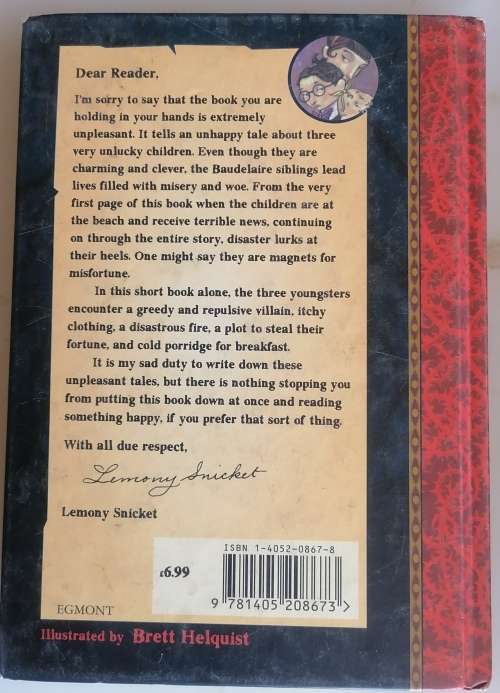 Dear Reader,
I'm sorry to say that the book you are
holding in your hands is extremely
unpleasant. It tells an unhappy tale about three
very unlucky children. Even though they are
charming and clever, the Baudelaire siblings lead
lives filled with misery and woe. From the very
first page of this book when the children are at
the beach and receive terrible news, continuing
on through the entire story, disaster lurks at
their heels. One might say they are magnets for
misfortune.
In this short book alone, the three youngsters
encounter a greedy and repulsive villain, itchy
clothing, a disastrous fire, a plot to steal their
fortune, and cold porridge for breakfast.
It is my sad duty to write down these
unpleasant tales, but there is nothing stopping you
from putting this book down at once and reading
something happy, if you prefer that sort of thing.
With all due respect,
Lemony Snicket
Lemony Snicket
ISBN 1-4052-0867-8
£6.99
9 781405 208673 >
EGMONT
Illustrated by Brett Helquist